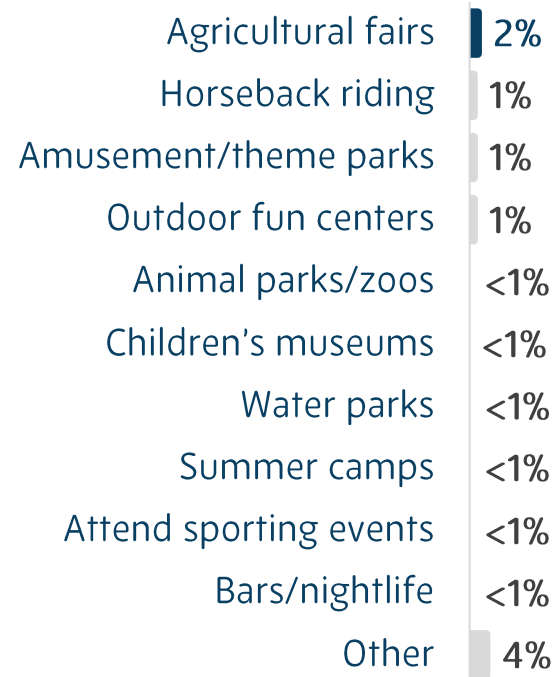 Agricultural fairs 2%
Horseback riding 1%
Amusement/theme parks 1%
Outdoor fun centers 1%
Animal parks/zoos <1%
Children's museums <1%
Water parks <1%
Summer camps <1%
Attend sporting events <1%
Bars/nightlife <1%
Other 4%